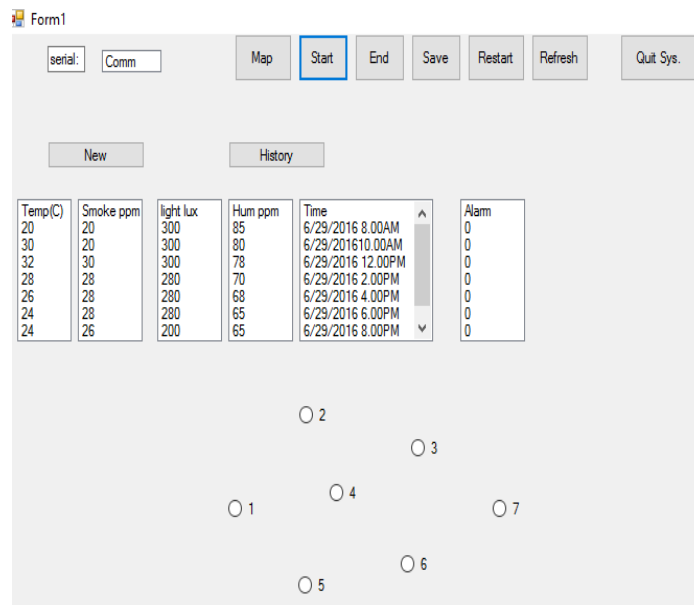 Form1
serial: Comm Map Start End Save Restart Refresh Quit Sys.
New History
Temp(C) Smoke ppm light lux Hum ppm Time Alarm
20 20 300 85 6/29/2016 8.00AM 0
30 20 300 80 6/29/201610.00AM 0
32 30 300 78 6/29/2016 12.00PM 0
28 28 280 70 6/29/2016 2.00PM 0
26 28 280 68 6/29/2016 4.00PM 0
24 28 280 65 6/29/2016 6.00PM 0
24 26 200 65 6/29/2016 8.00PM 0
2
3
4
1 7
6
5